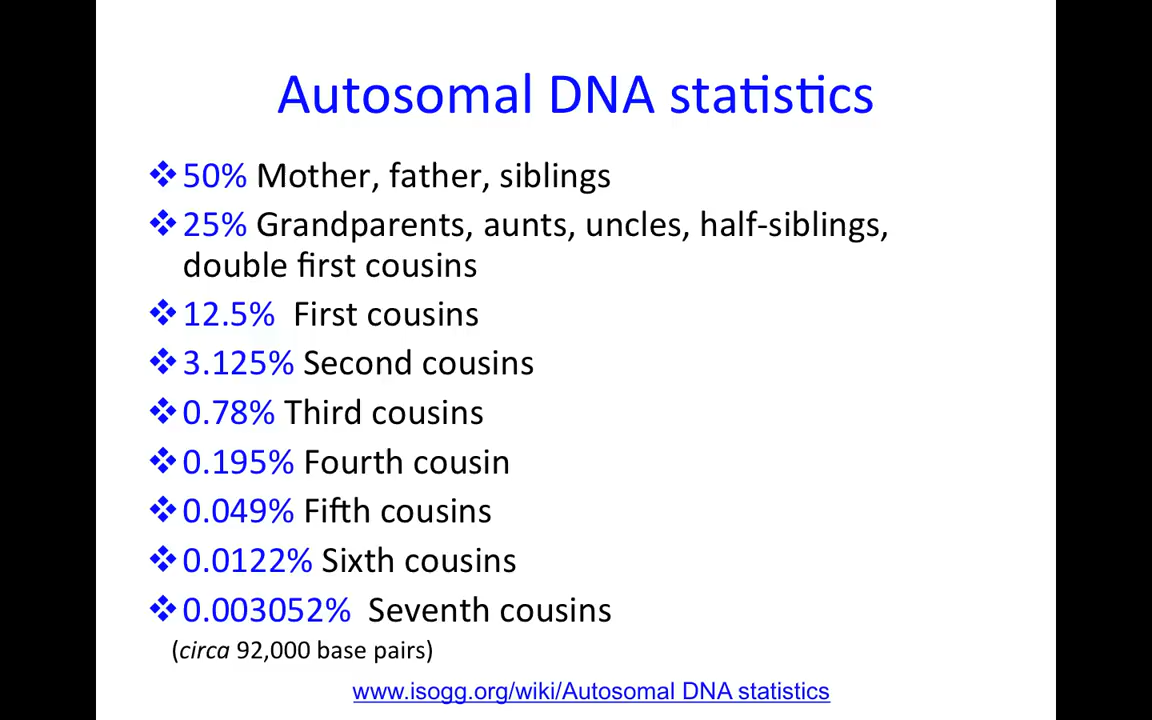 Autosomal DNA statistics
❖ 50% Mother, father, siblings
❖ 25% Grandparents, aunts, uncles, half-siblings,
double first cousins
❖ 12.5% First cousins
❖ 3.125% Second cousins
❖ 0.78% Third cousins
❖ 0.195% Fourth cousin
❖ 0.049% Fifth cousins
❖ 0.0122% Sixth cousins
❖ 0.003052% Seventh cousins
(circa 92,000 base pairs)
www.isogg.org/wiki/Autosomal DNA statistics